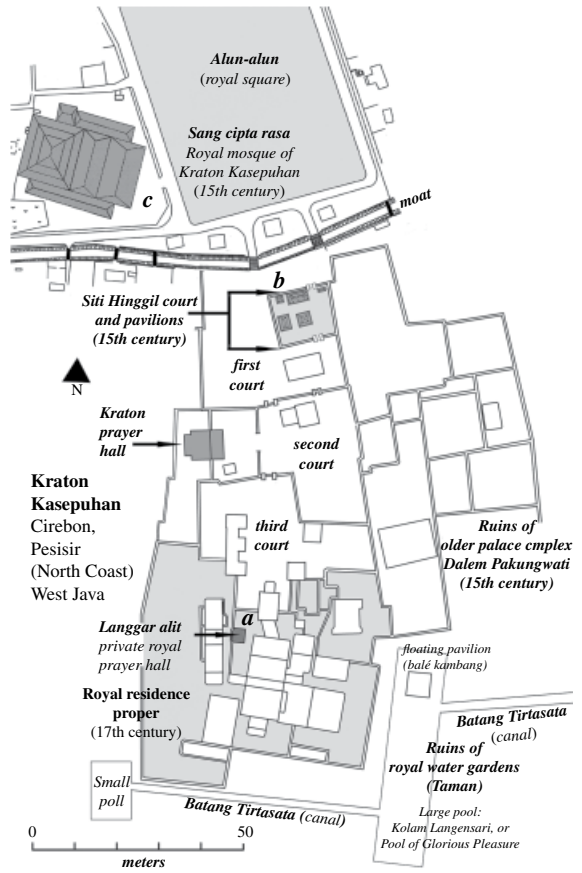 Alun-alun
(royal square)
Sang cipta rasa
Royal mosque of
Kraton Kasepuhan
(15th century)
c
moat
b
Siti Hinggil court
and pavilions
(15th century)
first
court
N
Kraton
prayer
hall
second
court
Kraton
Kasepuhan
Cirebon,
Pesisir
(North Coast)
West Java
third
court
Ruins of
older palace cmplex
Dalem Pakungwati
(15th century)
a
Langgar alit
private royal
prayer hall
floating pavilion
(balé kambang)
Royal residence
proper
(17th century)
Batang Tirtasata
(canal)
Ruins of
royal water gardens
(Taman)
Small
poll
Batang Tirtasata (canal)
Large pool:
Kolam Langensari, or
Pool of Glorious Pleasure
0 50
meters